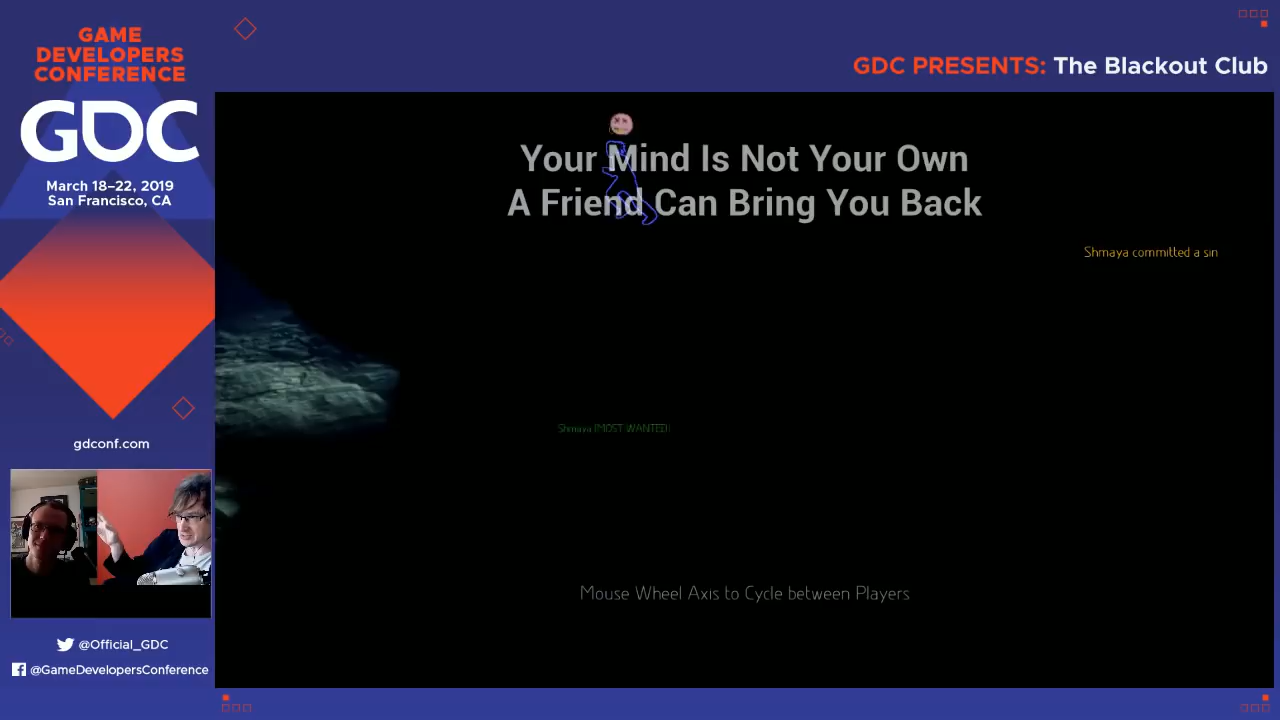 GAME
DEVELOPERS
CONFERENCE
GDC
March 18–22, 2019
San Francisco, CA
gdconf.com
@Official_GDC
@GameDevelopersConference
GDC PRESENTS: The Blackout Club
Your Mind Is Not Your Own
A Friend Can Bring You Back
Shmaya committed a sin
Shmaya [MOST WANTED]
Mouse Wheel Axis to Cycle between Players